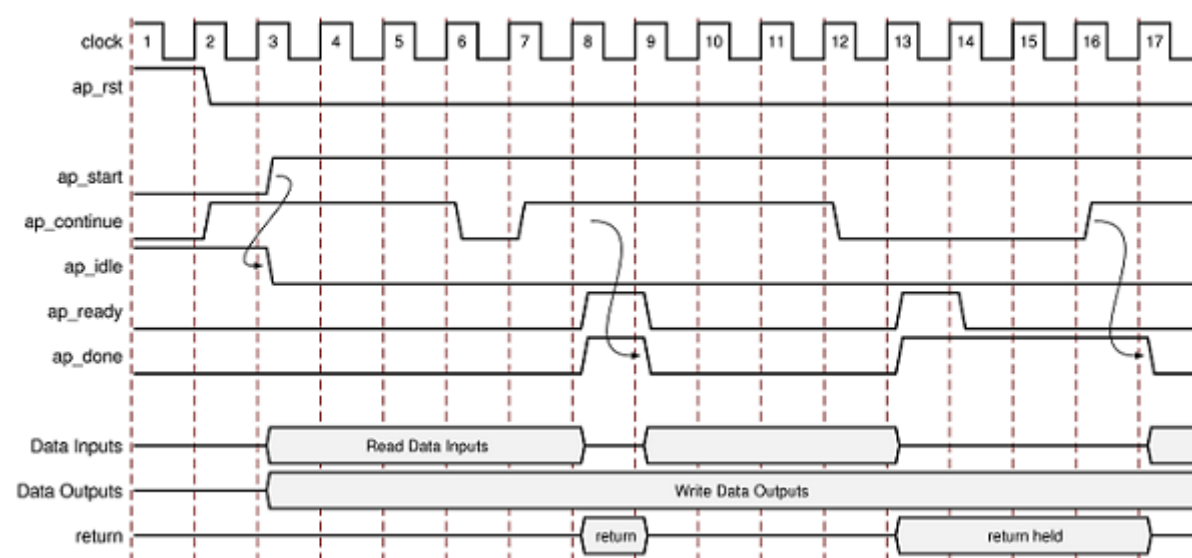 clock 1 2 3 4 5 6 7 8 9 10 11 12 13 14 15 16 17
ap_rst
ap_start
ap_continue
ap_idle
ap_ready
ap_done
Data Inputs Read Data Inputs
Data Outputs Write Data Outputs
return return return held